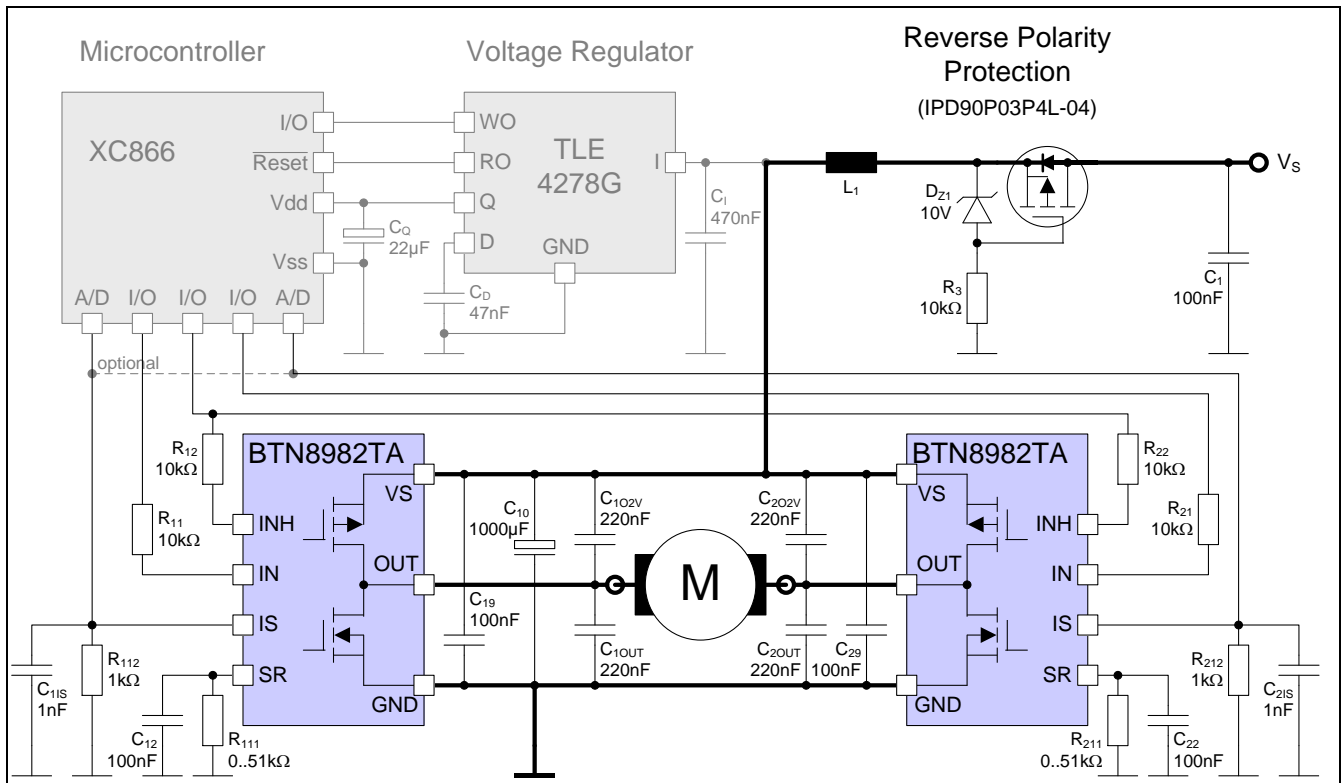 Microcontroller
Voltage Regulator
Reverse Polarity
Protection
(IPD90P03P4L-04)
XC866
I/O
Reset
Vdd
Vss
A/D I/O I/O I/O A/D
optional
WO
RO
Q
D
I
GND
TLE
4278G
CQ
22µF
CD
47nF
CI
470nF
L1
DZ1
10V
R3
10kΩ
VS
C1
100nF
R12
10kΩ
R11
10kΩ
BTN8982TA
VS
INH
OUT
IN
IS
SR
GND
C1IS
1nF
R112
1kΩ
C12
100nF
R111
0..51kΩ
C19
100nF
C10
1000µF
C1O2V
220nF
C1OUT
220nF
M
C2O2V
220nF
C2OUT
220nF
C29
100nF
BTN8982TA
VS
INH
OUT
IN
IS
SR
GND
R22
10kΩ
R21
10kΩ
R212
1kΩ
C2IS
1nF
R211
0..51kΩ
C22
100nF